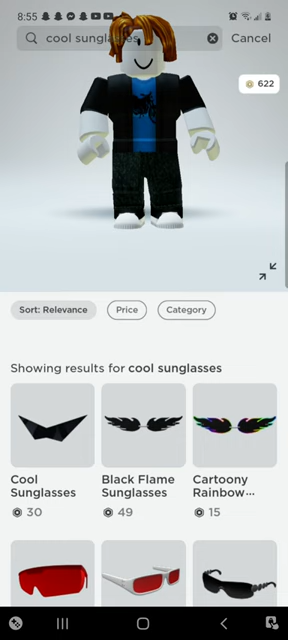 8:55
cool sunglasses
Cancel
622
Sort: Relevance
Price
Category
Showing results for cool sunglasses
Cool
Sunglasses
30
Black Flame
Sunglasses
49
Cartoony
Rainbow...
15